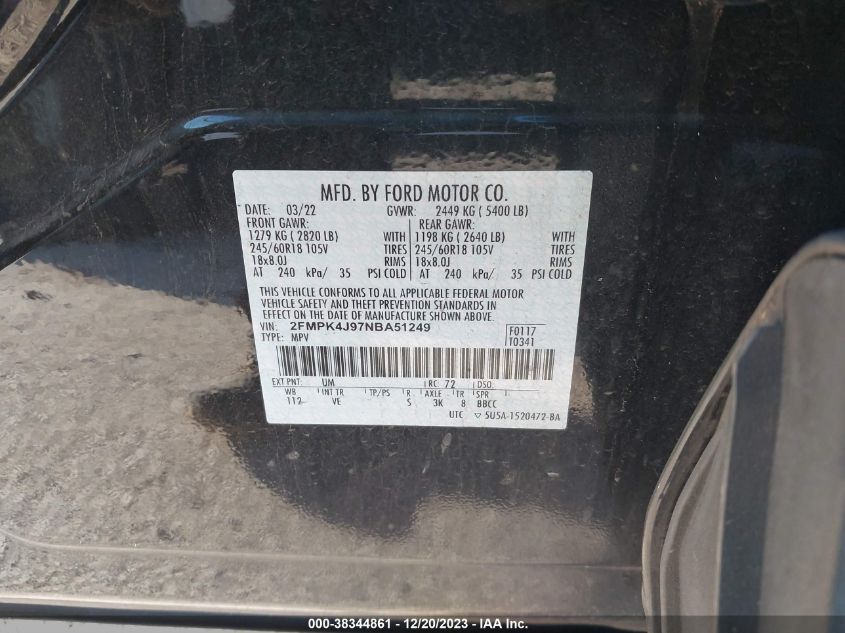 MFD. BY FORD MOTOR CO.
DATE: 03/22 GVWR: 2449 KG ( 5400 LB)
FRONT GAWR: REAR GAWR:
1279 KG ( 2820 LB) WITH 1198 KG ( 2640 LB) WITH
245/60R18 105V TIRES 245/60R18 105V TIRES
18x8.0J RIMS 18x8.0J RIMS
AT 240 kPa/ 35 PSI COLD AT 240 kPa/ 35 PSI COLD
THIS VEHICLE CONFORMS TO ALL APPLICABLE FEDERAL MOTOR
VEHICLE SAFETY AND THEFT PREVENTION STANDARDS IN
EFFECT ON THE DATE OF MANUFACTURE SHOWN ABOVE.
VIN: 2FMPK4J97NBA51249 F0117
TYPE: MPV T0341
EXT PNT: UM RC: 72 DSO:
WB INT TR TP/PS R AXLE TR SPR
112 VE S 3K 8 BBCC
UTC ▽ 5U5A-1520472-BA
000-38344861 - 12/20/2023 - IAA Inc.